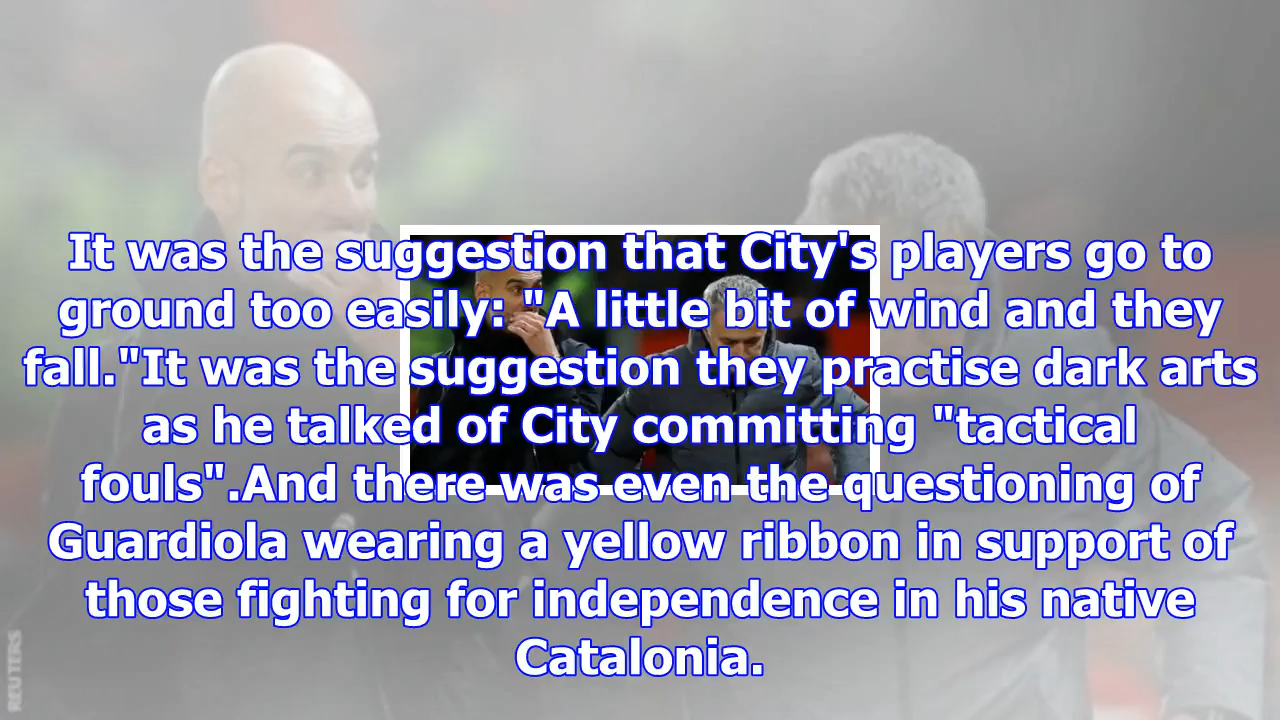 It was the suggestion that City's players go to
ground too easily: "A little bit of wind and they
fall."It was the suggestion they practise dark arts
as he talked of City committing "tactical
fouls".And there was even the questioning of
Guardiola wearing a yellow ribbon in support of
those fighting for independence in his native
Catalonia.
REUTERS